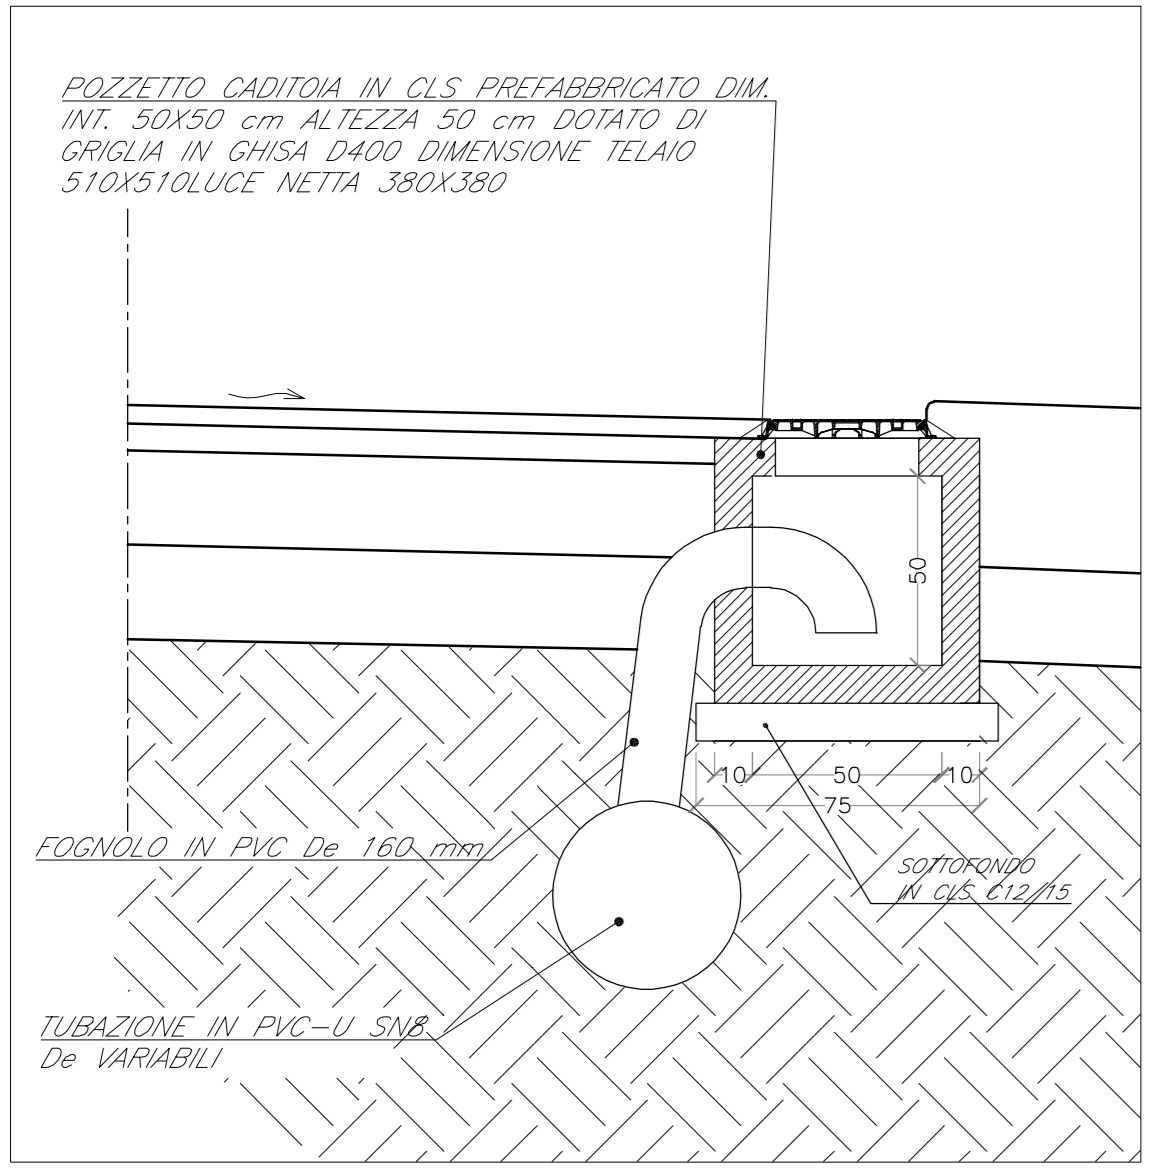 POZZETTO CADITOIA IN CLS PREFABBRICATO DIM.
INT. 50X50 cm ALTEZZA 50 cm DOTATO DI
GRIGLIA IN GHISA D400 DIMENSIONE TELAIO
510X510LUCE NETTA 380X380
50
10 50 10
75
FOGNOLO IN PVC De 160 mm
SOTTOFONDO
IN CLS C12/15
TUBAZIONE IN PVC-U SN8
De VARIABILI